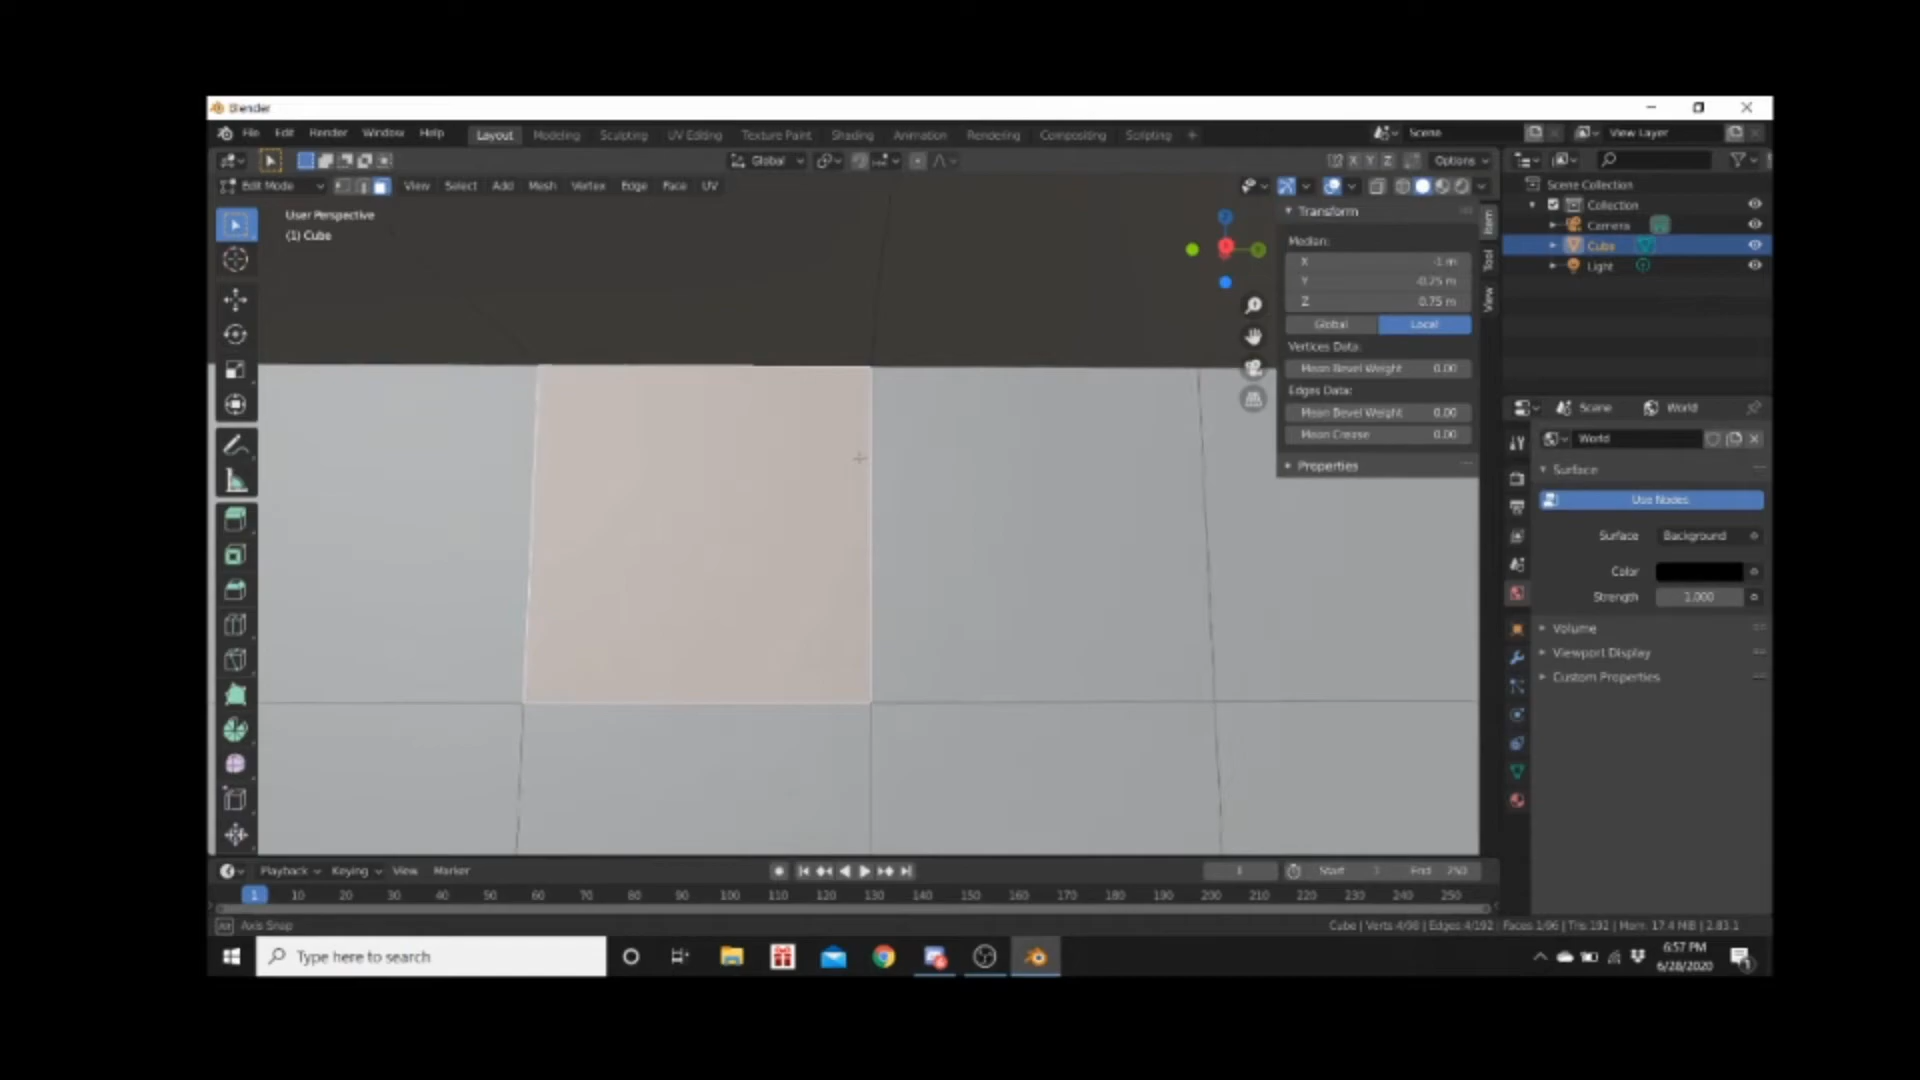 Blender
File Edit Render Window Help Layout Modeling Sculpting UV Editing Texture Paint Shading Animation Rendering Compositing Scripting + Scene View Layer
Global X Y Z Options
Edit Mode View Select Add Mesh Vertex Edge Face UV
User Perspective
(1) Cube
Transform
Median:
X -1 m
Y -0.25 m
Z 0.75 m
Global Local
Vertices Data:
Mean Bevel Weight 0.00
Edges Data:
Mean Bevel Weight 0.00
Mean Crease 0.00
Properties
Item
Tool
View
Scene Collection
Collection
Camera
Cube
Light
Scene World
World
Surface
Use Nodes
Surface Background
Color
Strength 1.000
Volume
Viewport Display
Custom Properties
Playback Keying View Marker 1 Start 1 End 250
1 10 20 30 40 50 60 70 80 90 100 110 120 130 140 150 160 170 180 190 200 210 220 230 240 250
Axis Snap
Cube | Verts 4/98 | Edges 4/192 | Faces 1/96 | Tris 192 | Mem: 17.4 MiB | 2.83.1
Type here to search
6:57 PM
6/28/2020